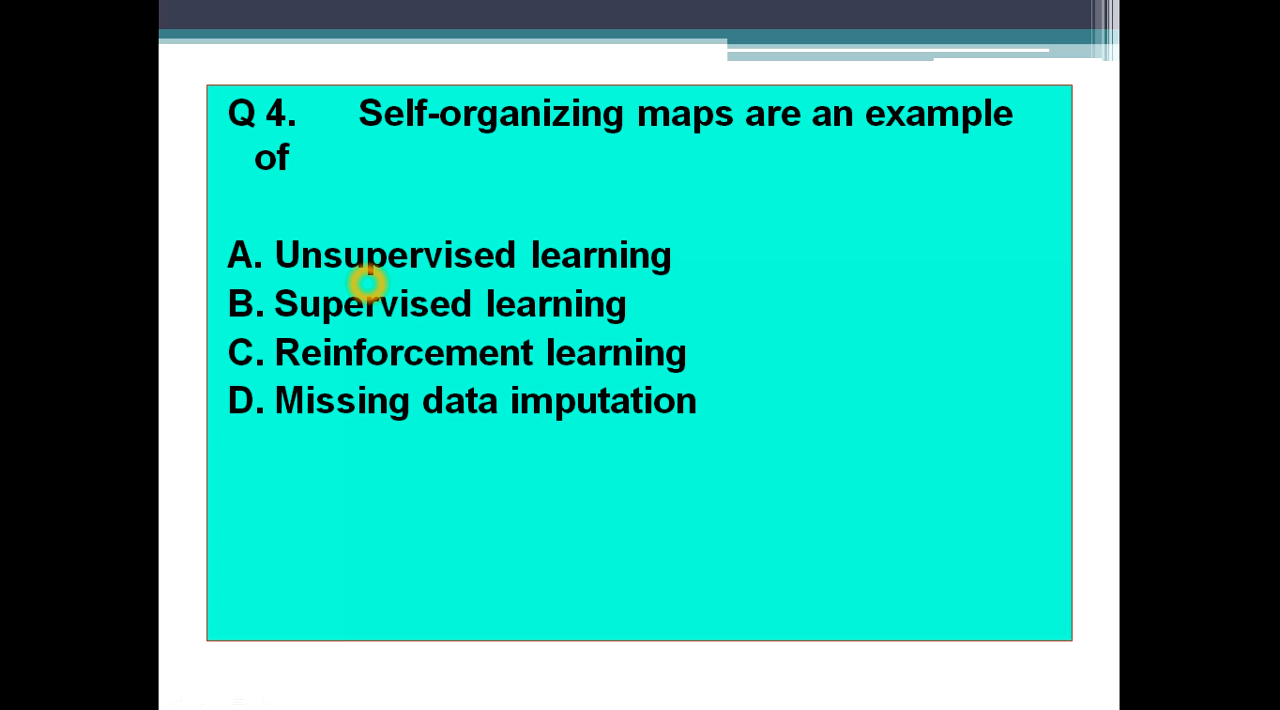 Q 4. Self-organizing maps are an example
of
A. Unsupervised learning
B. Supervised learning
C. Reinforcement learning
D. Missing data imputation